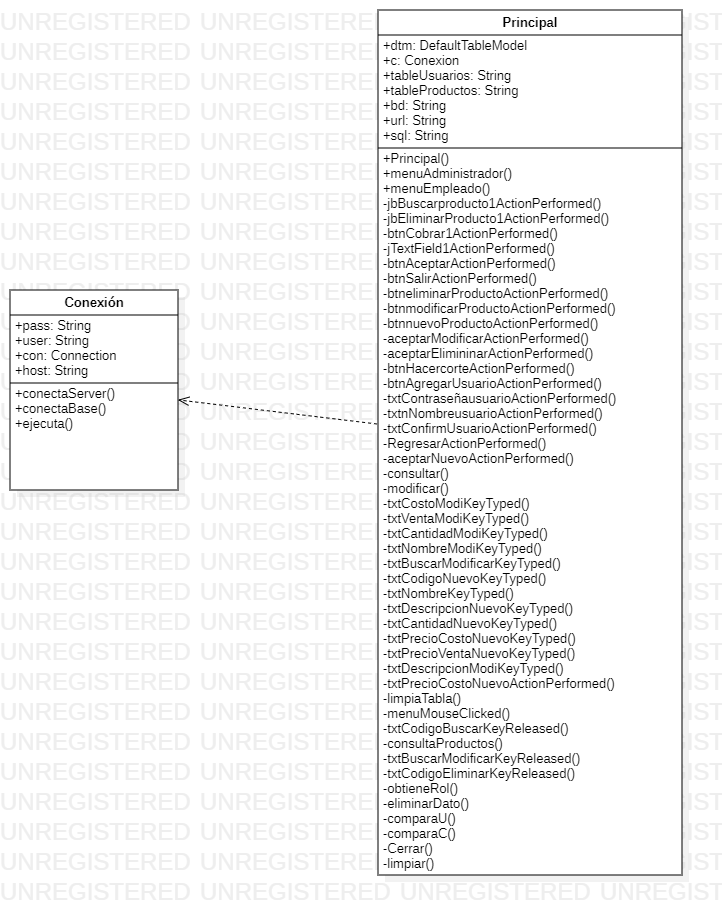 Principal
+dtm: DefaultTableModel
+c: Conexion
+tableUsuarios: String
+tableProductos: String
+bd: String
+url: String
+sql: String
+Principal()
+menuAdministrador()
+menuEmpleado()
-jbBuscarproducto1ActionPerformed()
-jbEliminarProducto1ActionPerformed()
-btnCobrar1ActionPerformed()
-jTextField1ActionPerformed()
-btnAceptarActionPerformed()
-btnSalirActionPerformed()
-btneliminarProductoActionPerformed()
-btnmodificarProductoActionPerformed()
-btnnuevoProductoActionPerformed()
-aceptarModificarActionPerformed()
-aceptarElimininarActionPerformed()
-btnHacercorteActionPerformed()
-btnAgregarUsuarioActionPerformed()
-txtContraseñausuarioActionPerformed()
-txtnNombreusuarioActionPerformed()
-txtConfirmUsuarioActionPerformed()
-RegresarActionPerformed()
-aceptarNuevoActionPerformed()
-consultar()
-modificar()
-txtCostoModiKeyTyped()
-txtVentaModiKeyTyped()
-txtCantidadModiKeyTyped()
-txtNombreModiKeyTyped()
-txtBuscarModificarKeyTyped()
-txtCodigoNuevoKeyTyped()
-txtNombreKeyTyped()
-txtDescripcionNuevoKeyTyped()
-txtCantidadNuevoKeyTyped()
-txtPrecioCostoNuevoKeyTyped()
-txtPrecioVentaNuevoKeyTyped()
-txtDescripcionModiKeyTyped()
-txtPrecioCostoNuevoActionPerformed()
-limpiaTabla()
-menuMouseClicked()
-txtCodigoBuscarKeyReleased()
-consultaProductos()
-txtBuscarModificarKeyReleased()
-txtCodigoEliminarKeyReleased()
-obtieneRol()
-eliminarDato()
-comparaU()
-comparaC()
-Cerrar()
-limpiar()
Conexión
+pass: String
+user: String
+con: Connection
+host: String
+conectaServer()
+conectaBase()
+ejecuta()
UNREGISTERED UNREGISTERED UNREGISTERED UNREGISTERED